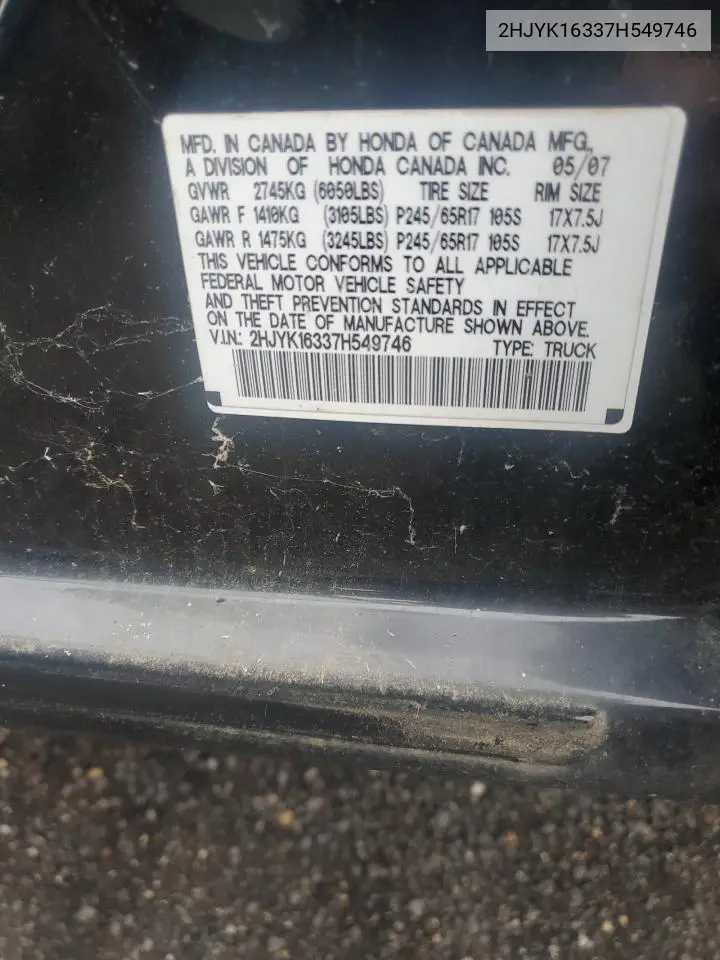 2HJYK16337H549746
MFD. IN CANADA BY HONDA OF CANADA MFG.,
A DIVISION OF HONDA CANADA INC. 05/07
GVWR 2745KG (6050LBS) TIRE SIZE RIM SIZE
GAWR F 1410KG (3105LBS) P245/65R17 105S 17X7.5J
GAWR R 1475KG (3245LBS) P245/65R17 105S 17X7.5J
THIS VEHICLE CONFORMS TO ALL APPLICABLE
FEDERAL MOTOR VEHICLE SAFETY
AND THEFT PREVENTION STANDARDS IN EFFECT
ON THE DATE OF MANUFACTURE SHOWN ABOVE.
V.I.N.: 2HJYK16337H549746 TYPE: TRUCK